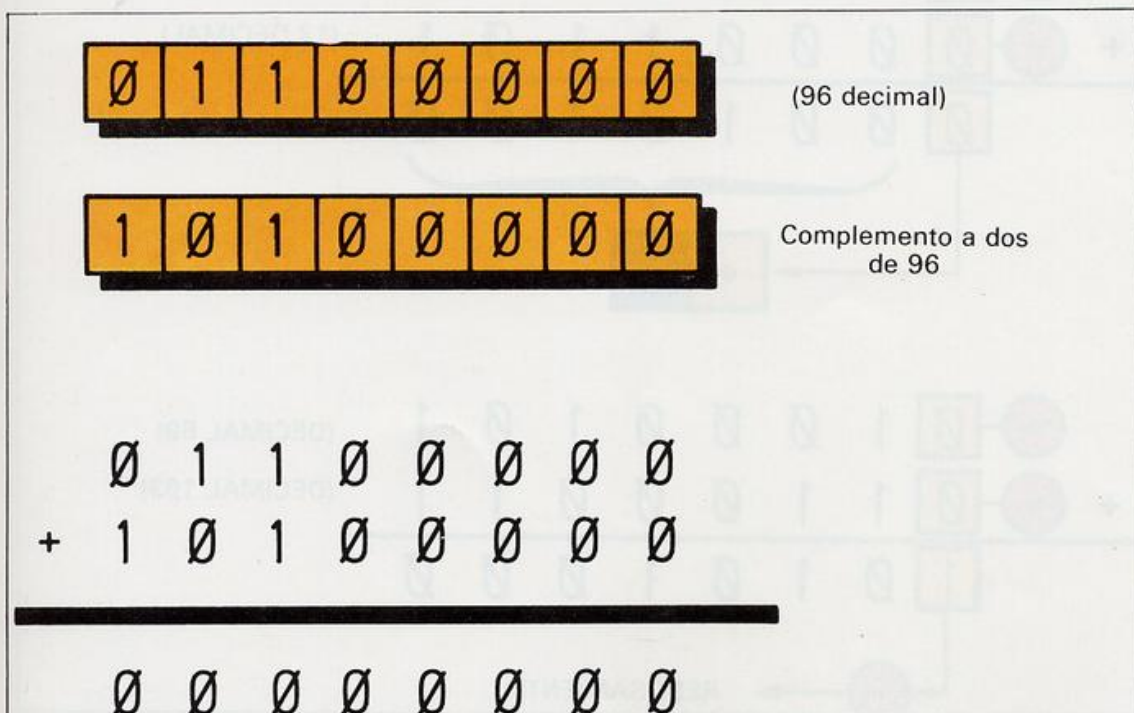 Ø 1 1 Ø Ø Ø Ø Ø (96 decimal)
1 Ø 1 Ø Ø Ø Ø Ø Complemento a dos
de 96
Ø 1 1 Ø Ø Ø Ø Ø
+ 1 Ø 1 Ø Ø Ø Ø Ø
Ø Ø Ø Ø Ø Ø Ø Ø